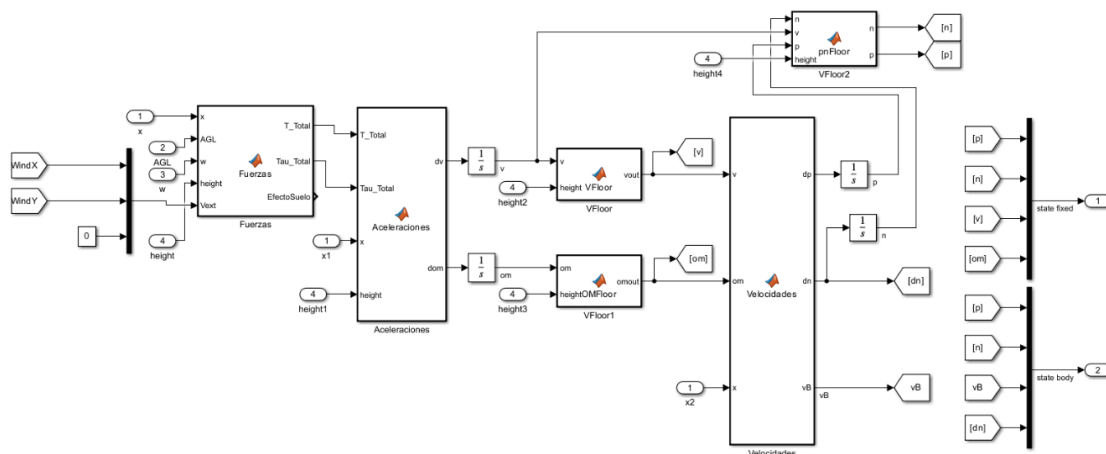 n
v
p
height
pnFloor
n
p
VFloor2
[n]
[p]
4
height4
1
x
2
AGL
3
w
4
height
WindX
WindY
0
x
AGL
w
height
Vext
Fuerzas
T_Total
Tau_Total
EfectoSuelo
Fuerzas
1
x1
4
height1
T_Total
Tau_Total
x
height
Aceleraciones
dv
dom
Aceleraciones
1
s
v
1
s
om
4
height2
4
height3
v
height
VFloor
vout
VFloor
om
height
OMFloor
omout
VFloor1
[v]
[om]
1
x2
v
om
x
Velocidades
dp
dn
vB
Velocidades
vB
1
s
p
1
s
n
[dn]
vB
[p]
[n]
[v]
[om]
state fixed
1
[p]
[n]
vB
[dn]
state body
2